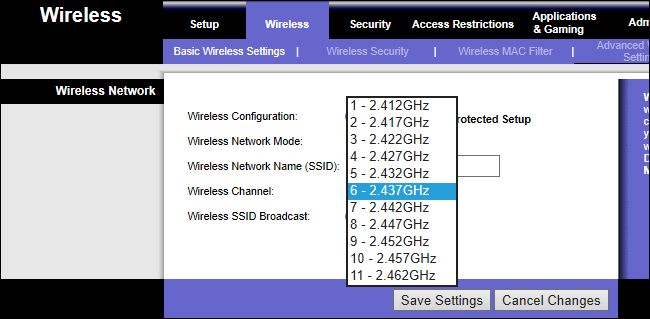 Wireless
Setup
Wireless
Security
Access Restrictions
Applications
& Gaming
Basic Wireless Settings
|
Wireless Security
|
Wireless MAC Filter
|
Advanced
Wireless Network
Wireless Configuration:
rotected Setup
Wireless Network Mode:
Wireless Network Name (SSID):
Wireless Channel:
Wireless SSID Broadcast:
1 - 2.412GHz
2 - 2.417GHz
3 - 2.422GHz
4 - 2.427GHz
5 - 2.432GHz
6 - 2.437GHz
7 - 2.442GHz
8 - 2.447GHz
9 - 2.452GHz
10 - 2.457GHz
11 - 2.462GHz
Save Settings
Cancel Changes